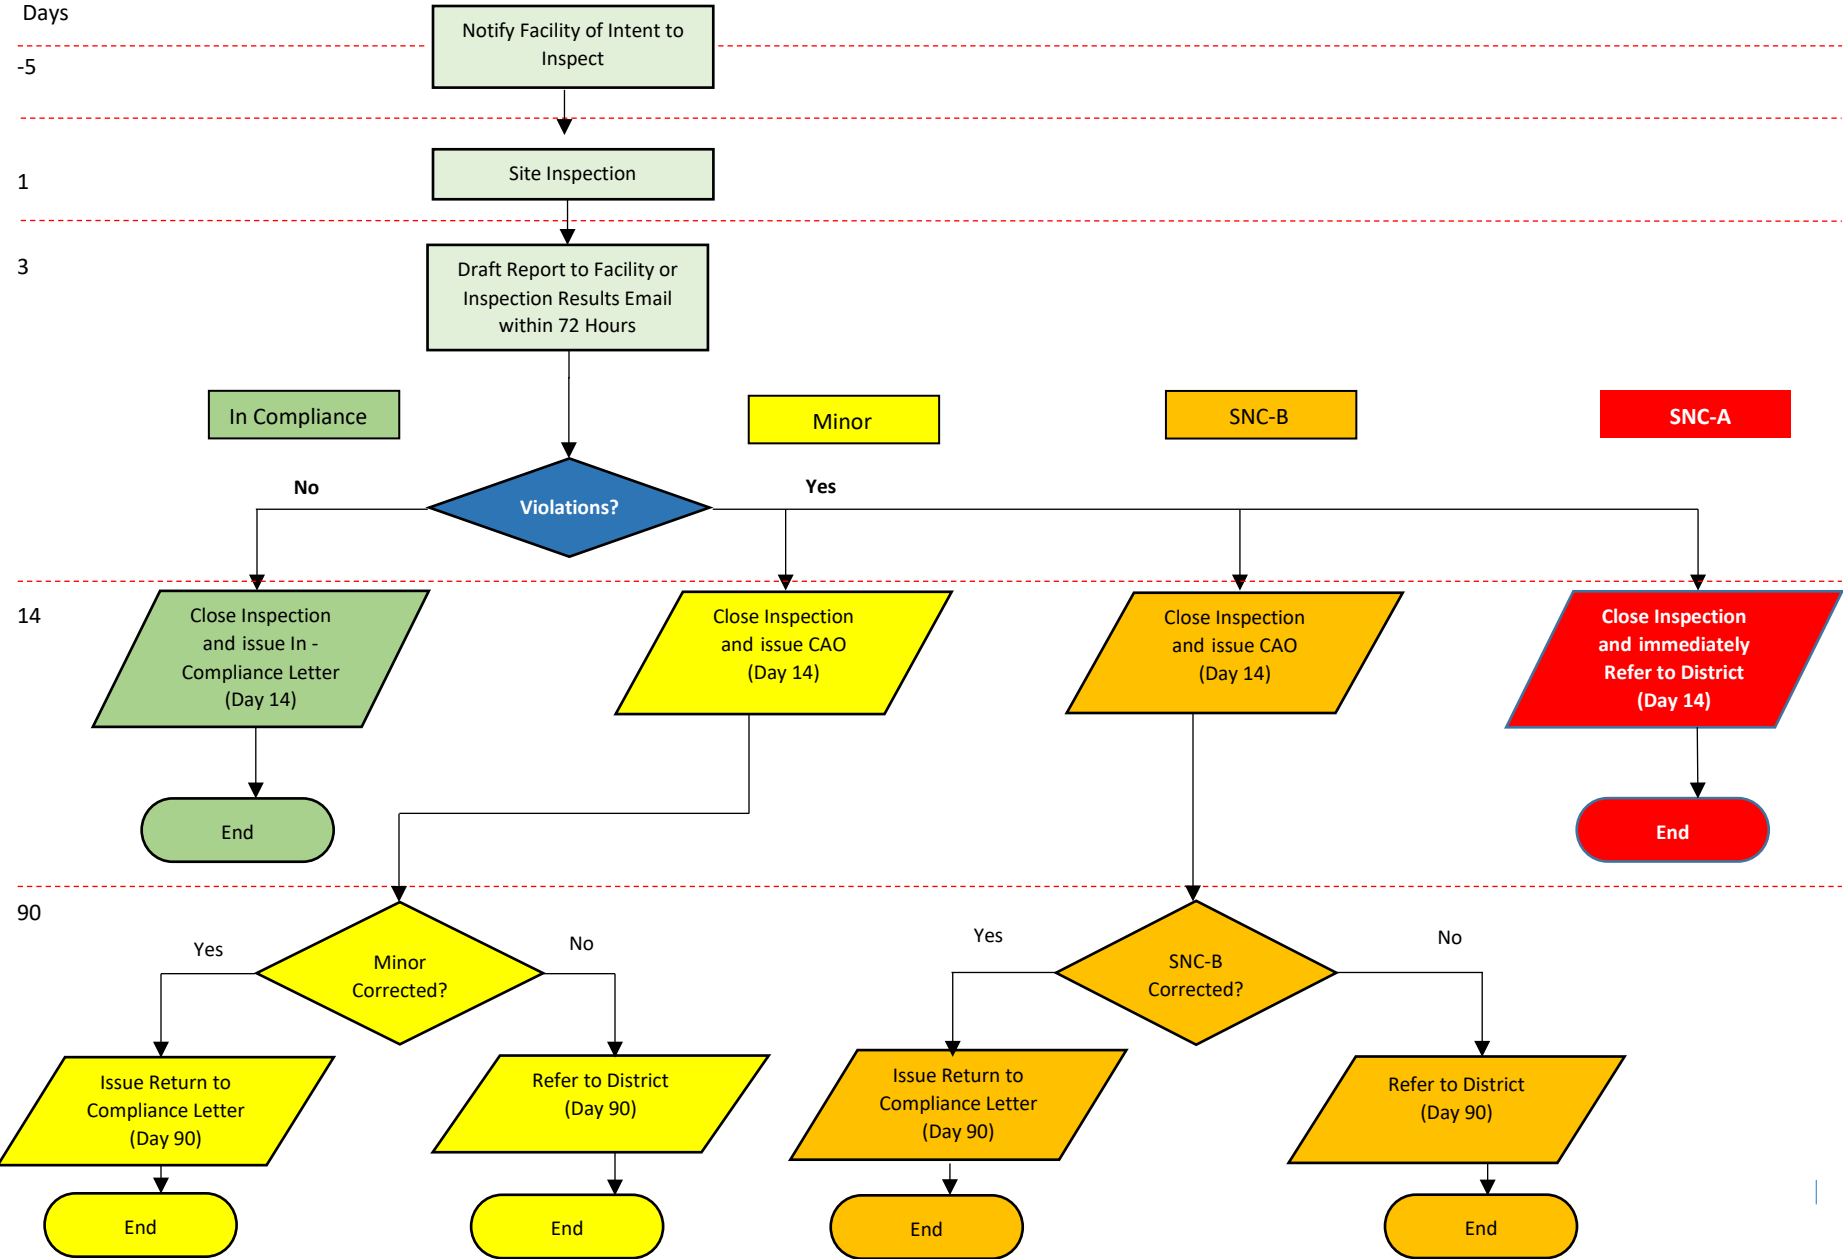 Days
Notify Facility of Intent to
Inspect
-5
Site Inspection
1
3
Draft Report to Facility or
Inspection Results Email
within 72 Hours
In Compliance
Minor
SNC-B
SNC-A
No
Violations?
Yes
14
Close Inspection
and issue In -
Compliance Letter
(Day 14)
Close Inspection
and issue CAO
(Day 14)
Close Inspection
and issue CAO
(Day 14)
Close Inspection
and immediately
Refer to District
(Day 14)
End
End
90
Yes
Minor
Corrected?
No
Yes
SNC-B
Corrected?
No
Issue Return to
Compliance Letter
(Day 90)
Refer to District
(Day 90)
Issue Return to
Compliance Letter
(Day 90)
Refer to District
(Day 90)
End
End
End
End